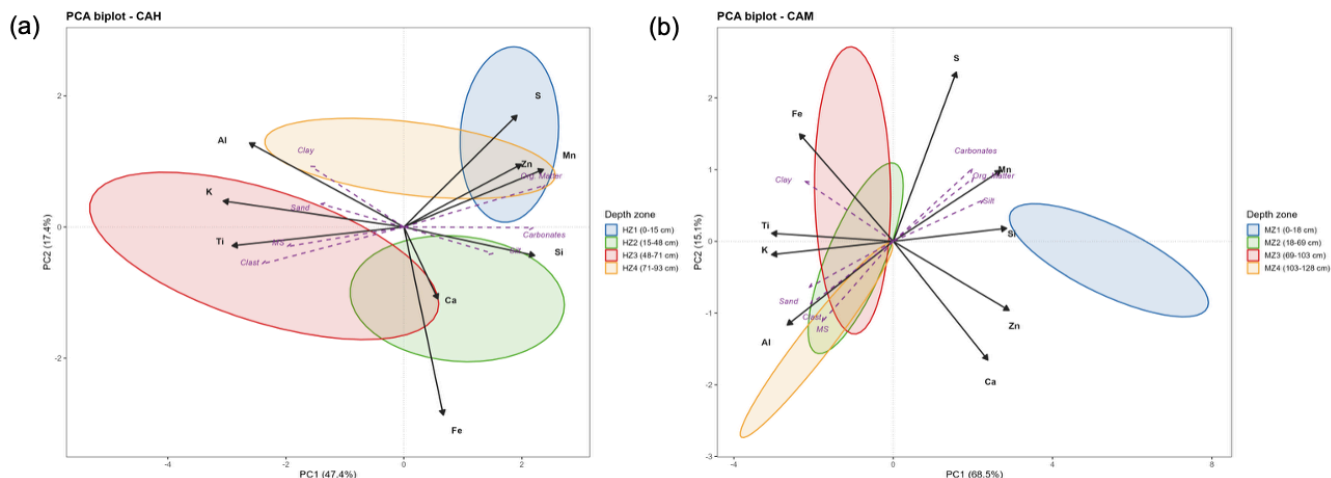 (a)
PCA biplot - CAH
S
Al
Clay
Zn
Mn
Org. Matter
K
Sand
Ti
MS
Clast
Carbonates
Silt
Si
Ca
Fe
2
0
-2
PC2 (17.4%)
-4
-2
0
2
PC1 (47.4%)
Depth zone
HZ1 (0-15 cm)
HZ2 (15-48 cm)
HZ3 (48-71 cm)
HZ4 (71-93 cm)
(b)
PCA biplot - CAM
S
Fe
Carbonales
Clay
Mn
Org. Matter
Silt
Ti
K
Si
Sand
Clast
MS
Al
Zn
Ca
2
1
0
-1
-2
-3
PC2 (15.1%)
-4
0
4
8
PC1 (68.5%)
Depth zone
MZ1 (0-18 cm)
MZ2 (18-69 cm)
MZ3 (69-103 cm)
MZ4 (103-128 cm)